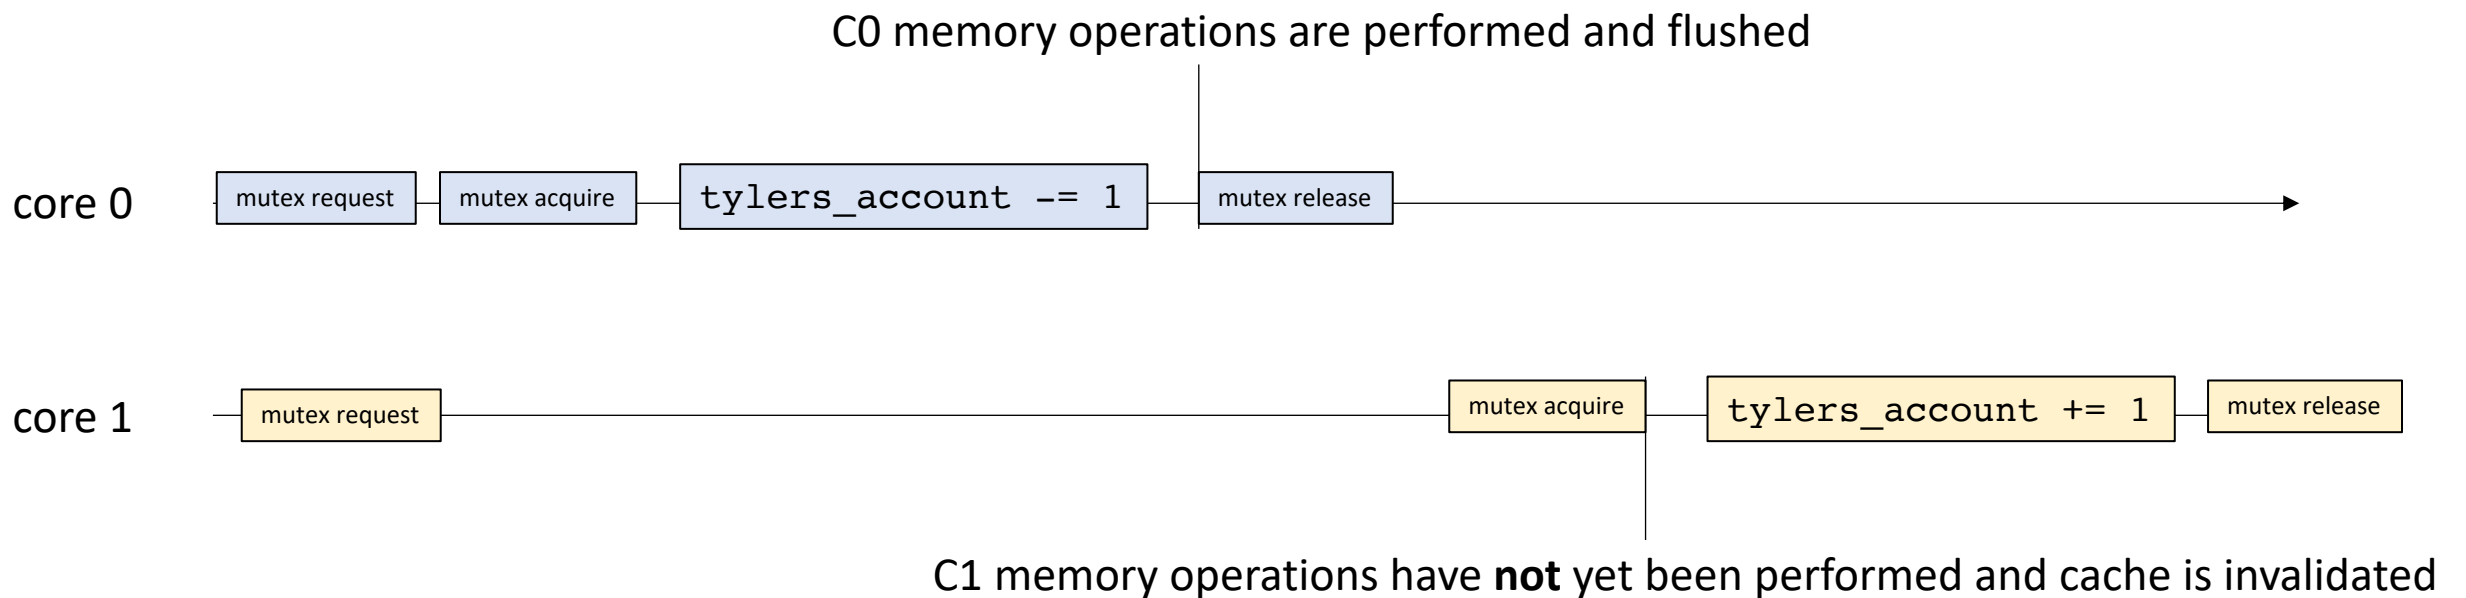 C0 memory operations are performed and flushed
core 0
mutex request
mutex acquire
tylers_account -= 1
mutex release
core 1
mutex request
mutex acquire
tylers_account += 1
mutex release
C1 memory operations have not yet been performed and cache is invalidated